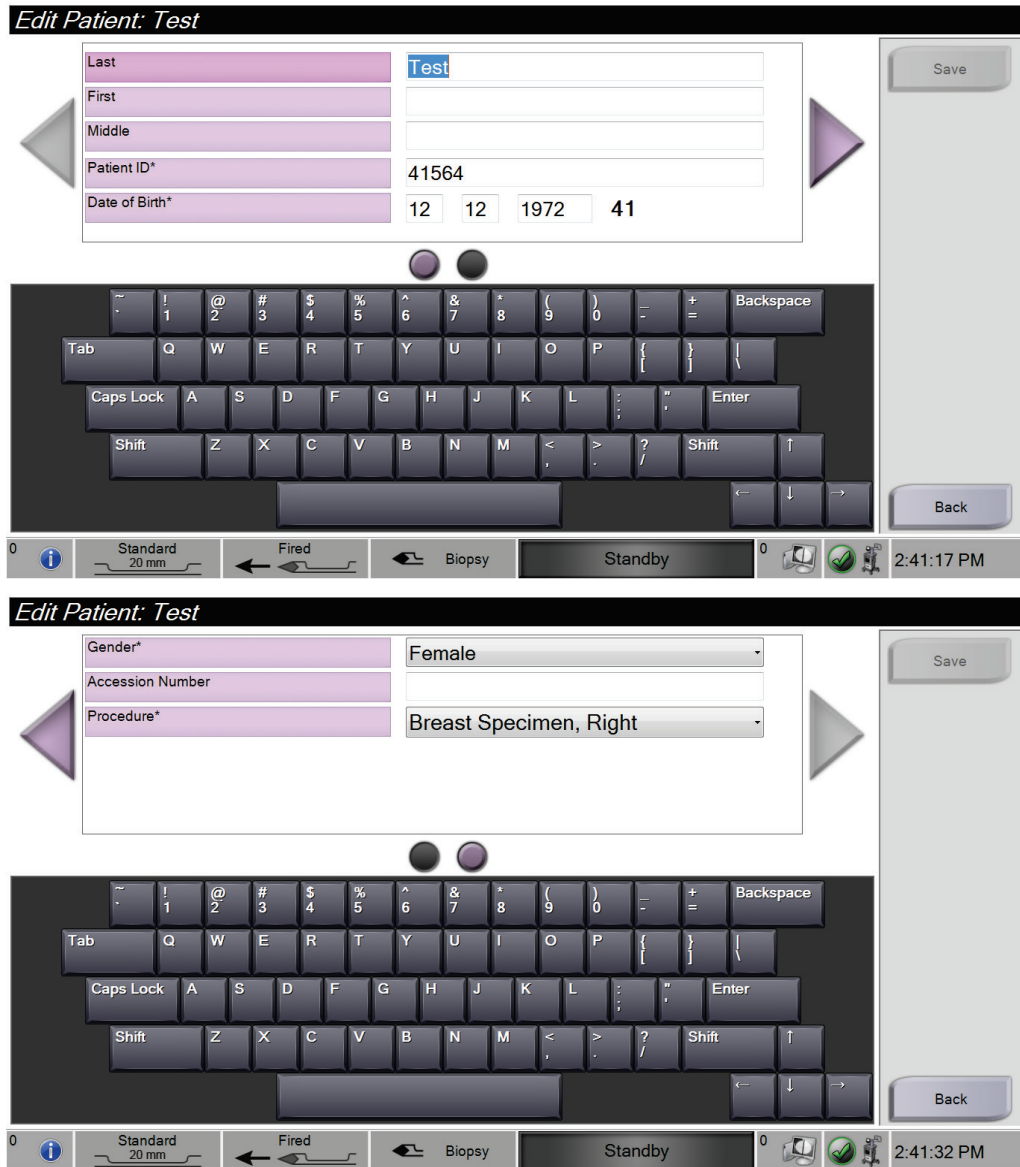 Edit Patient: Test
Last Test
First
Middle
Patient ID* 41564
Date of Birth* 12 12 1972 41
Save
~ ! @ # $ % ^ & * ( ) _ + Backspace
` 1 2 3 4 5 6 7 8 9 0 - =
Tab Q W E R T Y U I O P { } |
[ ] \
Caps Lock A S D F G H J K L : " Enter
; '
Shift Z X C V B N M < > ? Shift ↑
, . /
← ↓ →
Back
0 Standard 20 mm Fired Biopsy Standby 0 2:41:17 PM
Edit Patient: Test
Gender* Female
Accession Number
Procedure* Breast Specimen, Right
Save
~ ! @ # $ % ^ & * ( ) _ + Backspace
` 1 2 3 4 5 6 7 8 9 0 - =
Tab Q W E R T Y U I O P { } |
[ ] \
Caps Lock A S D F G H J K L : " Enter
; '
Shift Z X C V B N M < > ? Shift ↑
, . /
← ↓ →
Back
0 Standard 20 mm Fired Biopsy Standby 0 2:41:32 PM